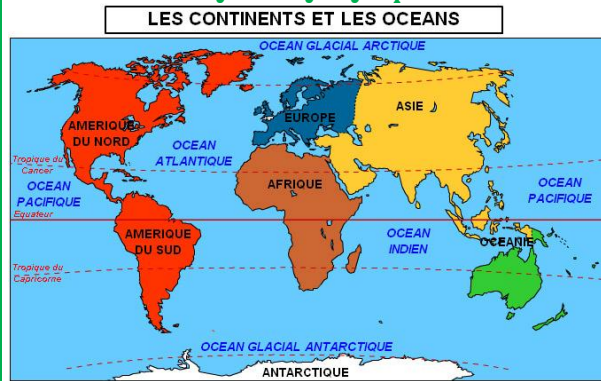 LES CONTINENTS ET LES OCEANS
OCEAN GLACIAL ARCTIQUE
EUROPE
ASIE
AMERIQUE
DU NORD
OCEAN
ATLANTIQUE
Tropique du
Cancer
AFRIQUE
OCEAN
PACIFIQUE
OCEAN
PACIFIQUE
Equateur
AMERIQUE
DU SUD
OCEAN
INDIEN
OCEANIE
Tropique du
Capricorne
OCEAN GLACIAL ANTARCTIQUE
ANTARCTIQUE